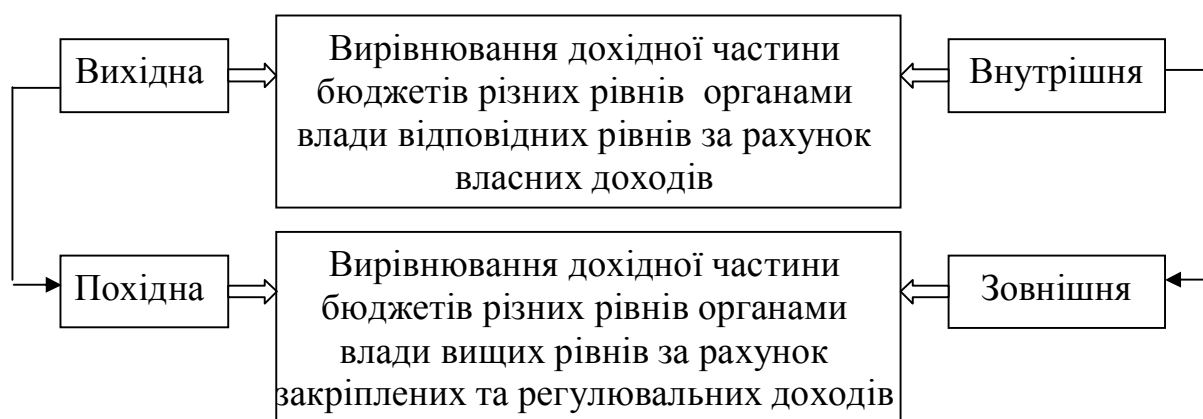 Вихідна
Вирівнювання дохідної частини
бюджетів різних рівнів органами
влади відповідних рівнів за рахунок
власних доходів
Внутрішня
Похідна
Вирівнювання дохідної частини
бюджетів різних рівнів органами
влади вищих рівнів за рахунок
закріплених та регулювальних доходів
Зовнішня